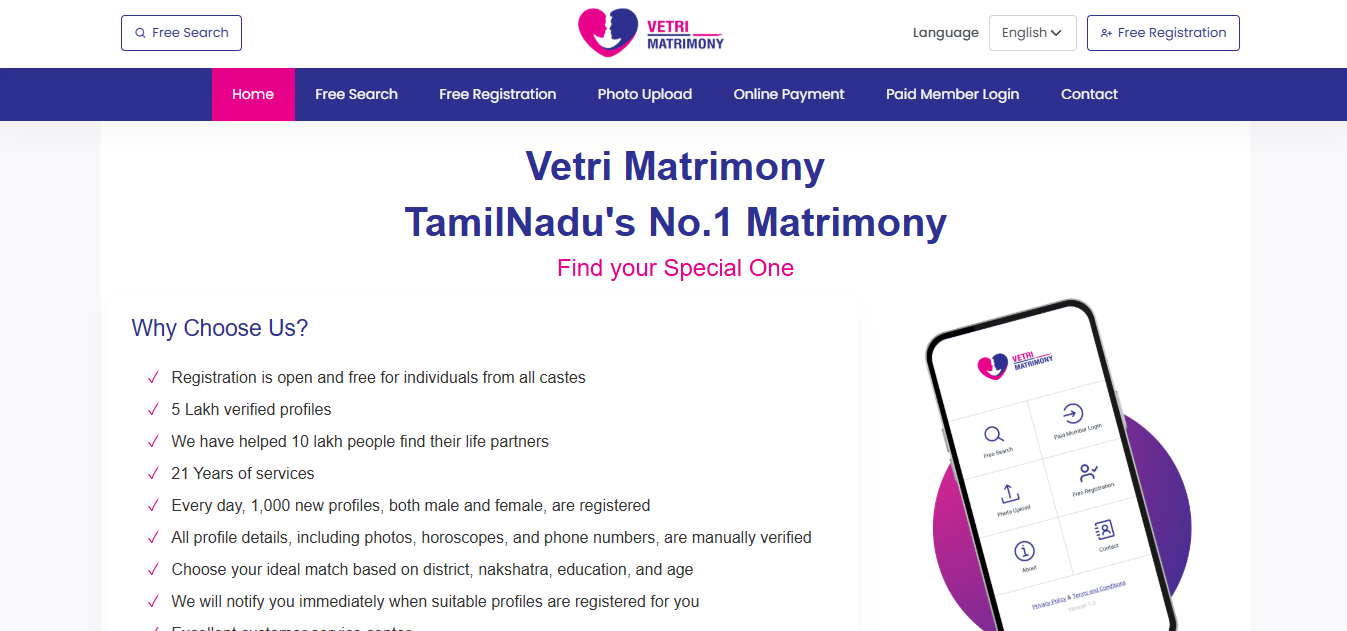 Free Search
VETRI
MATRIMONY
Language
English
Free Registration
Home
Free Search
Free Registration
Photo Upload
Online Payment
Paid Member Login
Contact
Vetri Matrimony
TamilNadu's No.1 Matrimony
Find your Special One
Why Choose Us?
Registration is open and free for individuals from all castes
5 Lakh verified profiles
We have helped 10 lakh people find their life partners
21 Years of services
Every day, 1,000 new profiles, both male and female, are registered
All profile details, including photos, horoscopes, and phone numbers, are manually verified
Choose your ideal match based on district, nakshatra, education, and age
We will notify you immediately when suitable profiles are registered for you
Excellent customer service center
VETRI
MATRIMONY
Free Search
Paid Member Login
Photo Upload
Free Registration
About
Contact
Privacy Policy & Terms and Conditions
Version 1.0